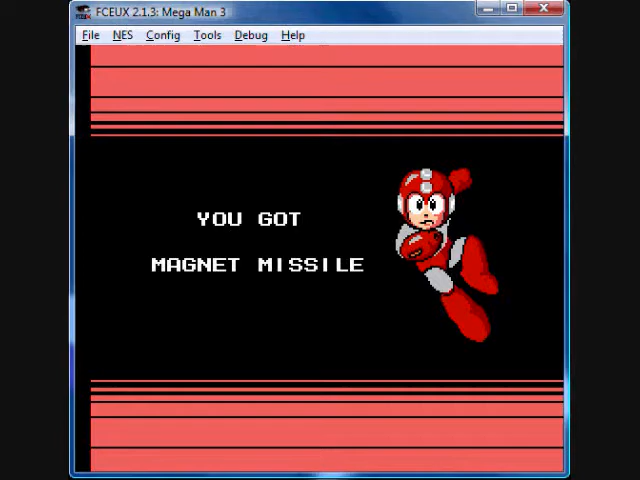 FCEUX 2.1.3: Mega Man 3
File NES Config Tools Debug Help
YOU GOT
MAGNET MISSILE